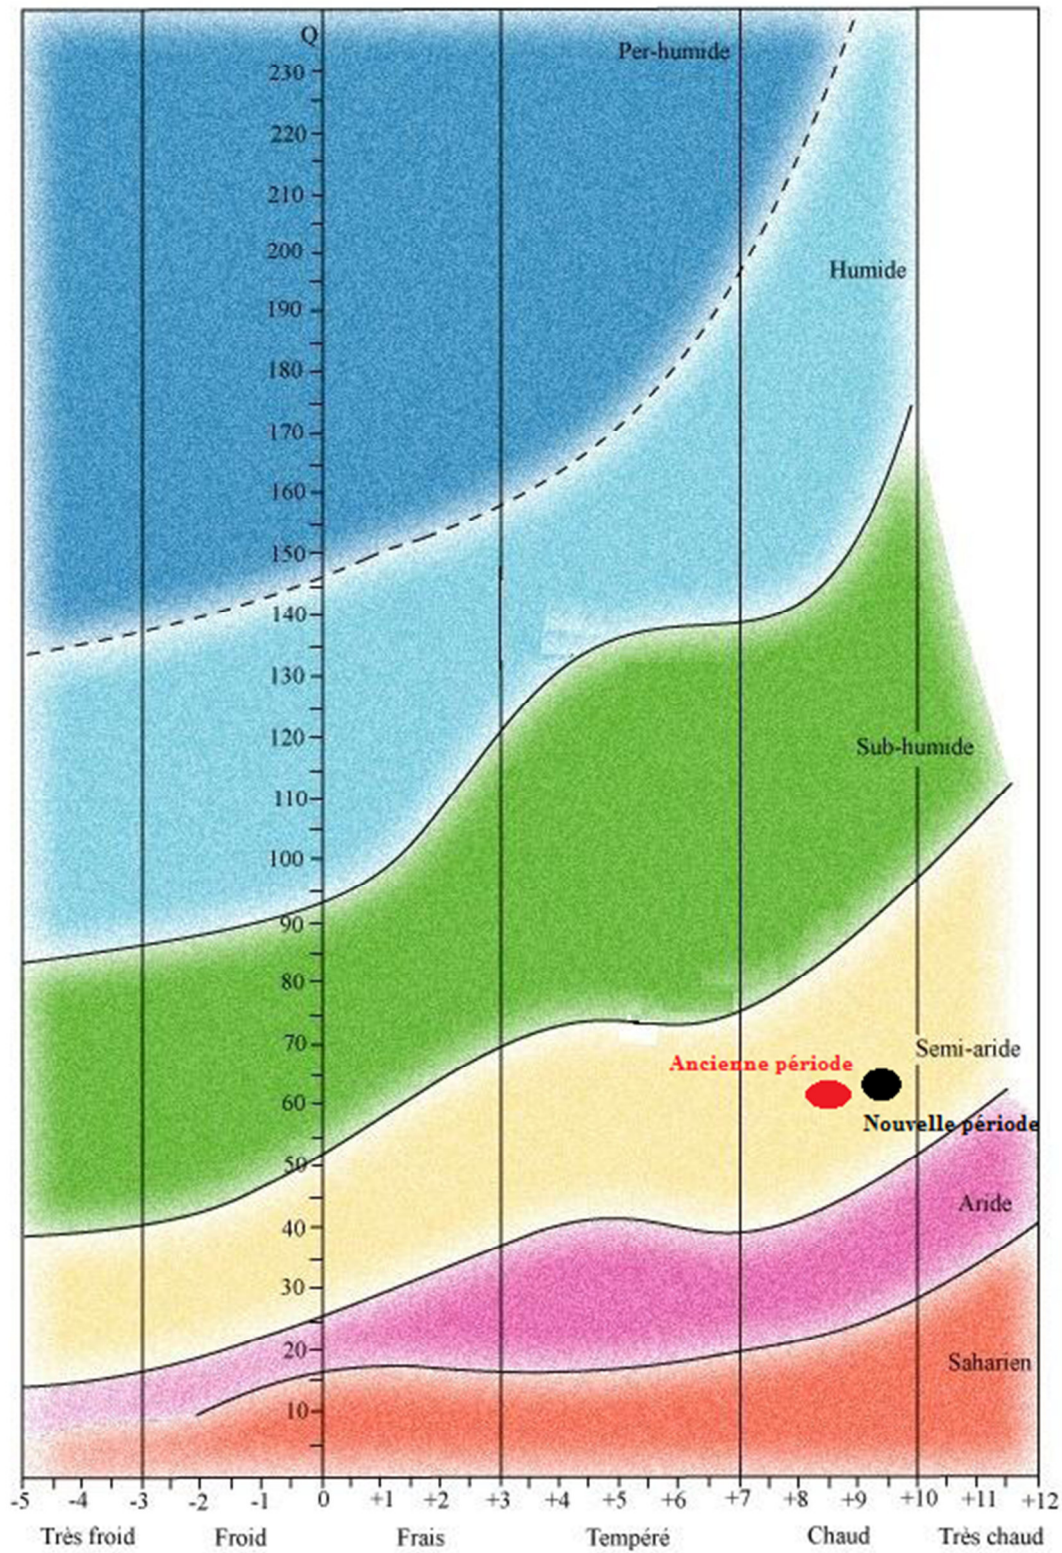 Q
Per-humide
230
220
210
200
Humide
190
180
170
160
150
140
130
120
Sub-humide
110
100
90
80
70
Semi-aride
Ancienne période
60
Nouvelle période
50
40
Aride
30
20
Saharien
10
-5 -4 -3 -2 -1 0 +1 +2 +3 +4 +5 +6 +7 +8 +9 +10 +11 +12
Très froid Froid Frais Tempéré Chaud Très chaud